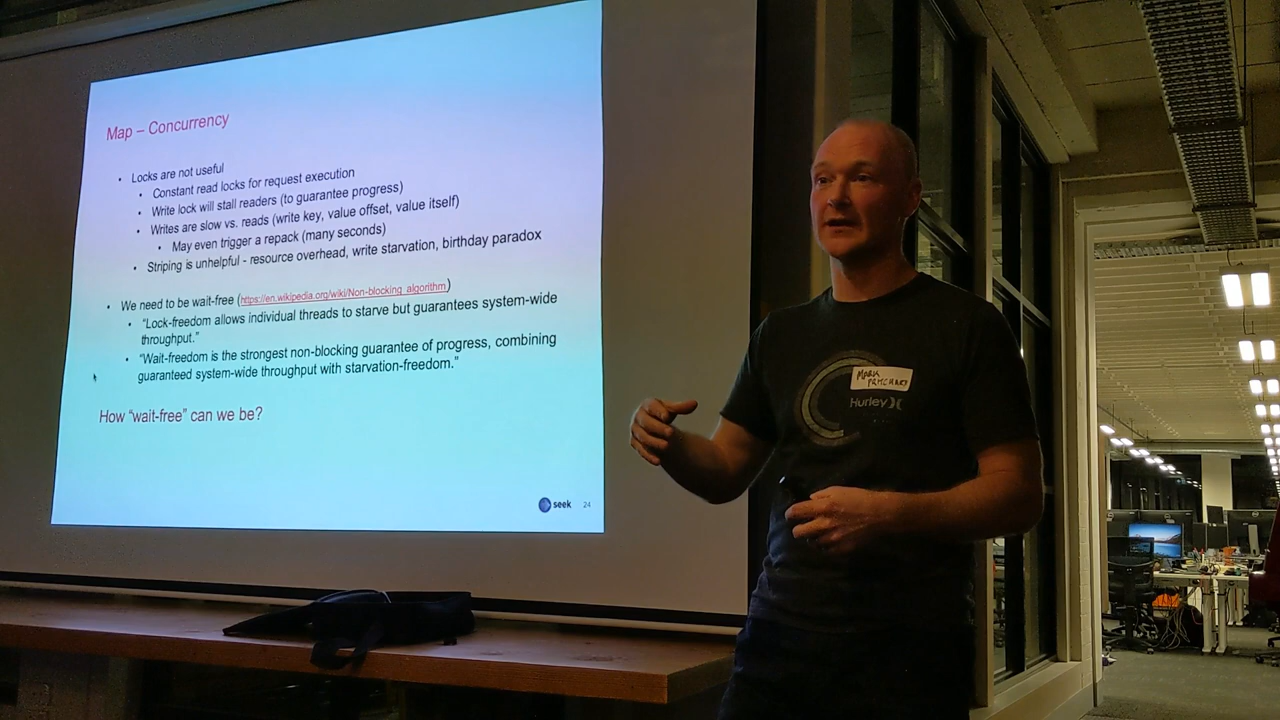 Map – Concurrency
• Locks are not useful
• Constant read locks for request execution
• Write lock will stall readers (to guarantee progress)
• Writes are slow vs. reads (write key, value offset, value itself)
• May even trigger a repack (many seconds)
• Striping is unhelpful - resource overhead, write starvation, birthday paradox
• We need to be wait-free (https://en.wikipedia.org/wiki/Non-blocking_algorithm)
• “Lock-freedom allows individual threads to starve but guarantees system-wide
throughput.”
• “Wait-freedom is the strongest non-blocking guarantee of progress, combining
guaranteed system-wide throughput with starvation-freedom.”
How “wait-free” can we be?
seek 24
MARK
PRITCHARD
Hurley